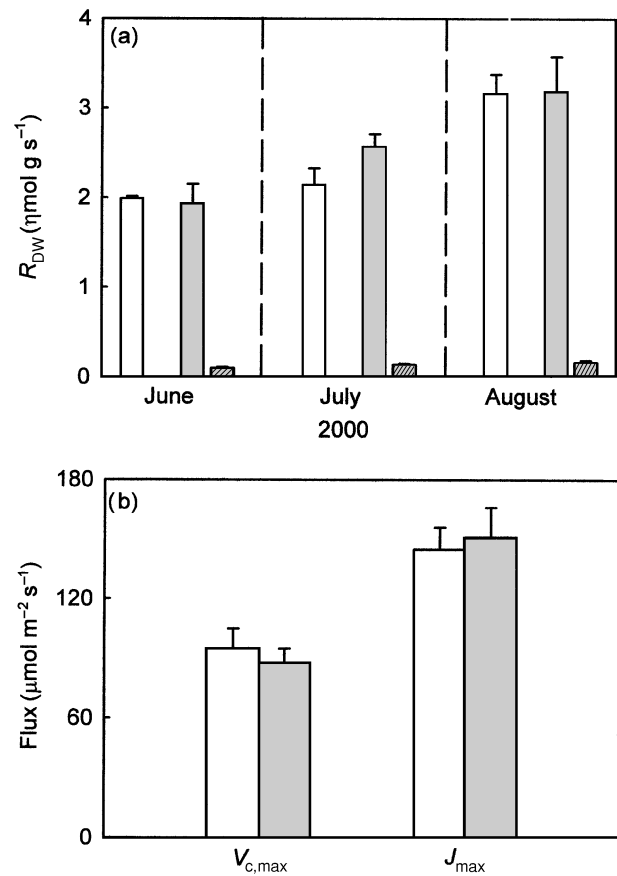 (a)
4
3
2
1
0
R_DW (ηmol g s⁻¹)
June July August
2000
(b)
180
120
60
0
Flux (μmol m⁻² s⁻¹)
V_c,max J_max